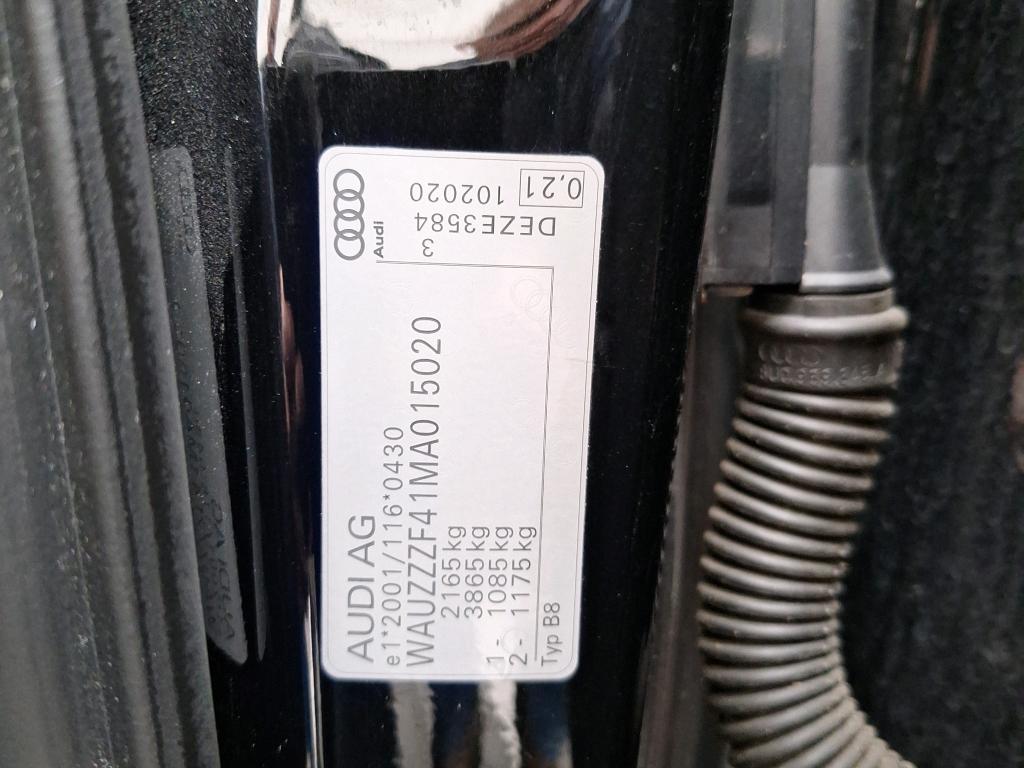 AUDI AG
e1*2001/116*0430
WAUZZZF41MA015020
2165kg
3865kg
1- 1085kg
2- 1175kg
Typ B8
Audi
3
DEZE3584
102020
0,21